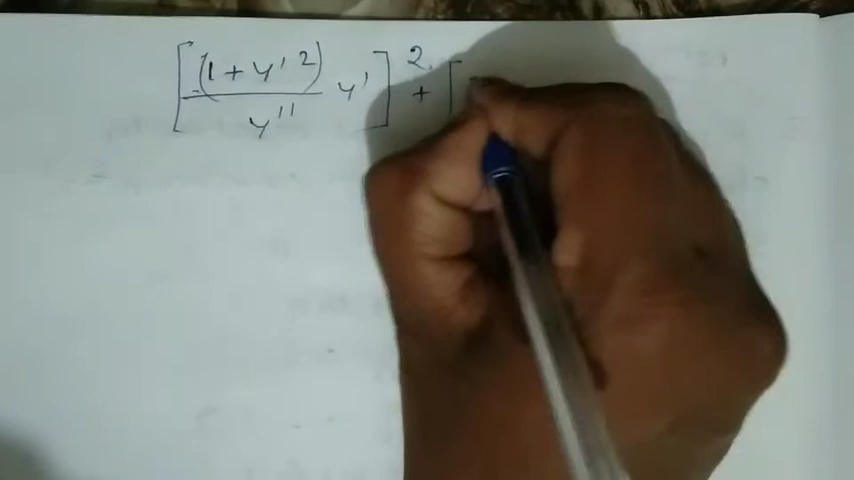 [(1 + y'²)/y'' y']² + [